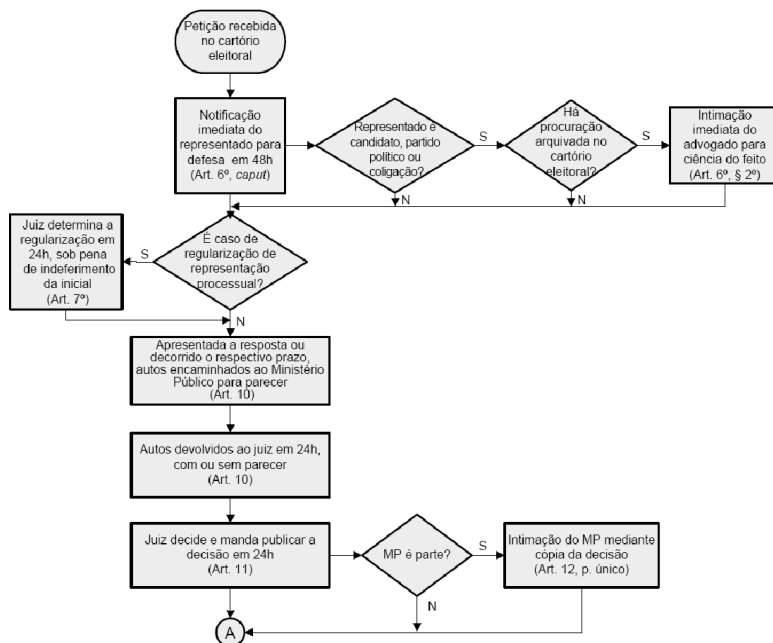 Petição recebida
no cartório
eleitoral
Notificação
imediata do
representado para
defesa em 48h
(Art. 6º, caput)
Representado é
candidato, partido
político ou
coligação?
S
N
Há
procuração
arquivada no
cartório
eleitoral?
S
N
Intimação
imediata do
advogado para
ciência do feito
(Art. 6º, § 2º)
Juiz determina a
regularização em
24h, sob pena
de indeferimento
da inicial
(Art. 7º)
S
É caso de
regularização de
representação
processual?
N
Apresentada a resposta ou
decorrido o respectivo prazo,
autos encaminhados ao Ministério
Público para parecer
(Art. 10)
Autos devolvidos ao juiz em 24h,
com ou sem parecer
(Art. 10)
Juiz decide e manda publicar a
decisão em 24h
(Art. 11)
MP é parte?
S
N
Intimação do MP mediante
cópia da decisão
(Art. 12, p. único)
A